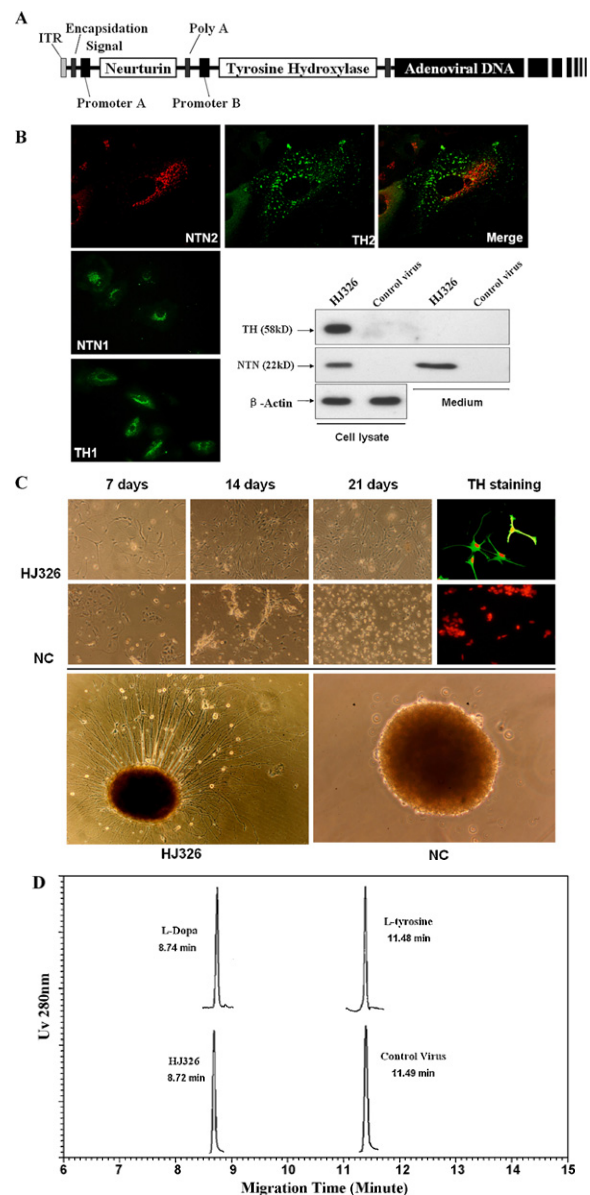 A
Encapsidation
Signal
ITR
Poly A
Neurturin
Tyrosine Hydroxylase
Adenoviral DNA
Promoter A
Promoter B
B
NTN2
TH2
Merge
NTN1
TH1
HJ326
Control virus
HJ326
Control virus
TH (58kD)
NTN (22kD)
β-Actin
Medium
Cell lysate
C
7 days
14 days
21 days
TH staining
HJ326
NC
HJ326
NC
D
Uv 280nm
L-Dopa
8.74 min
L-tyrosine
11.48 min
HJ326
8.72 min
Control Virus
11.49 min
6 7 8 9 10 11 12 13 14 15
Migration Time (Minute)